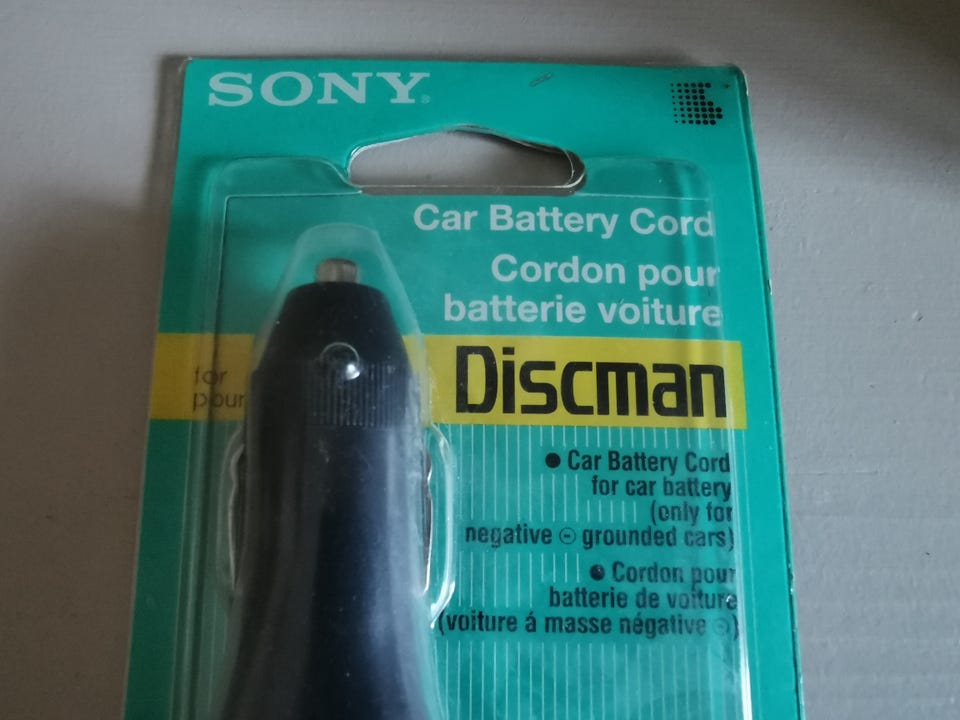 SONY®
Car Battery Cord
Cordon pour
batterie voiture
for
pour
Discman
● Car Battery Cord
for car battery
(only for
negative ⊖ grounded cars)
● Cordon pour
batterie de voiture
(voiture á masse négative ⊖)